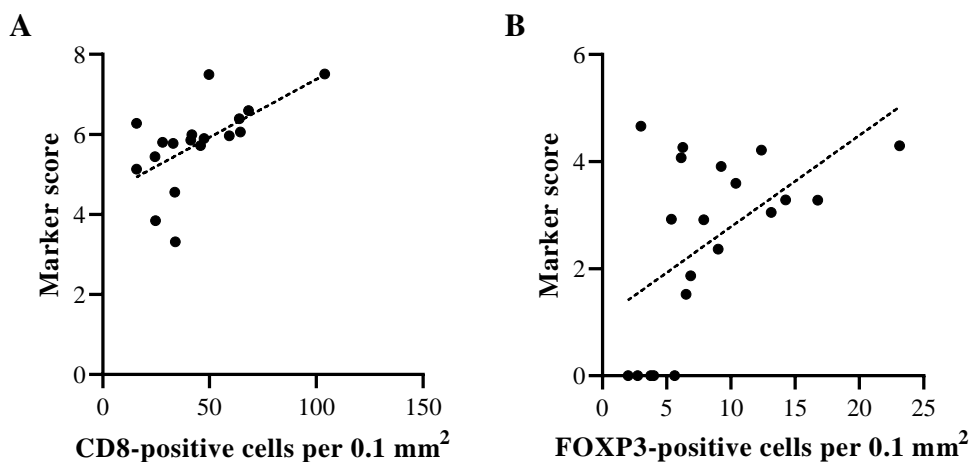 A
Marker score
8
6
4
2
0
0 50 100 150
CD8-positive cells per 0.1 mm²
B
Marker score
6
4
2
0
0 5 10 15 20 25
FOXP3-positive cells per 0.1 mm²